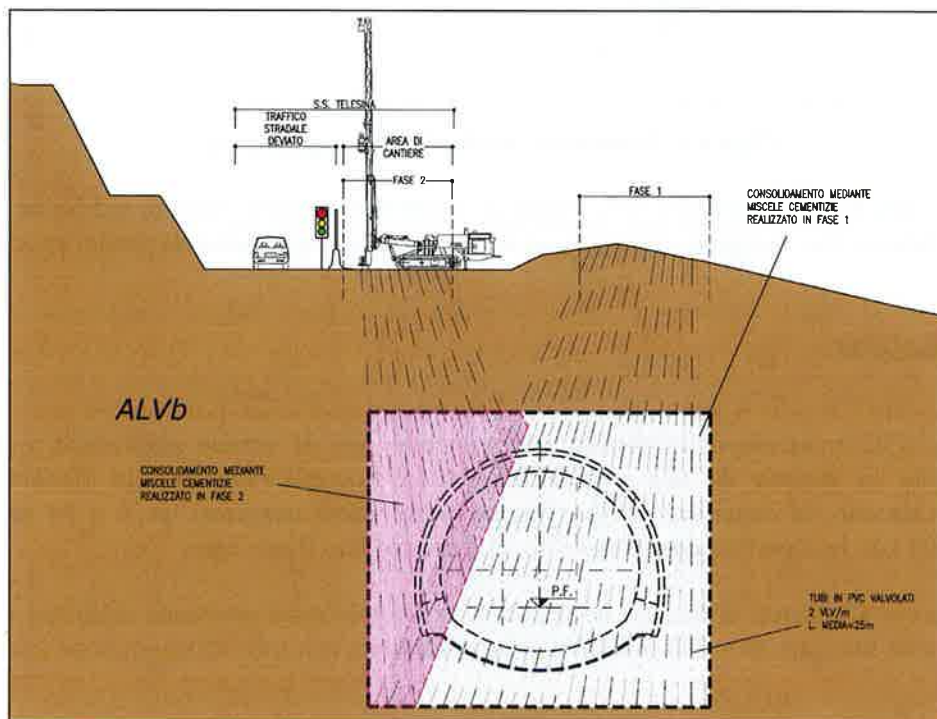 S.S. TELESINA
TRAFFICO
STRADALE
DEVIATO
AREA DI
CANTIERE
FASE 2
FASE 1
CONSOLIDAMENTO MEDIANTE
MISCELE CEMENTIZIE
REALIZZATO IN FASE 1
ALVb
CONSOLIDAMENTO MEDIANTE
MISCELE CEMENTIZIE
REALIZZATO IN FASE 2
P.F.
TUBI IN PVC VALVOLATO
2 VLV/m
L. MEDIA=25m